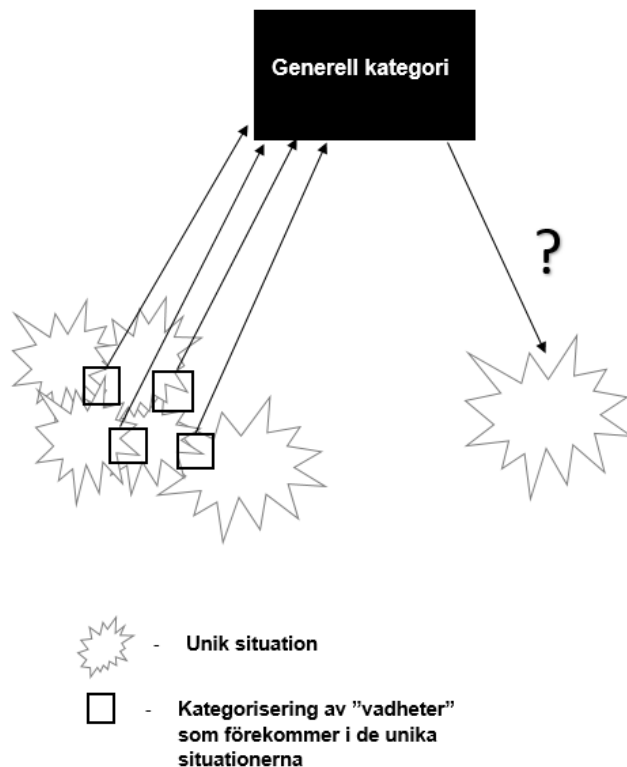 Generell kategori
?
- Unik situation
- Kategorisering av ”vadheter”
som förekommer i de unika
situationerna